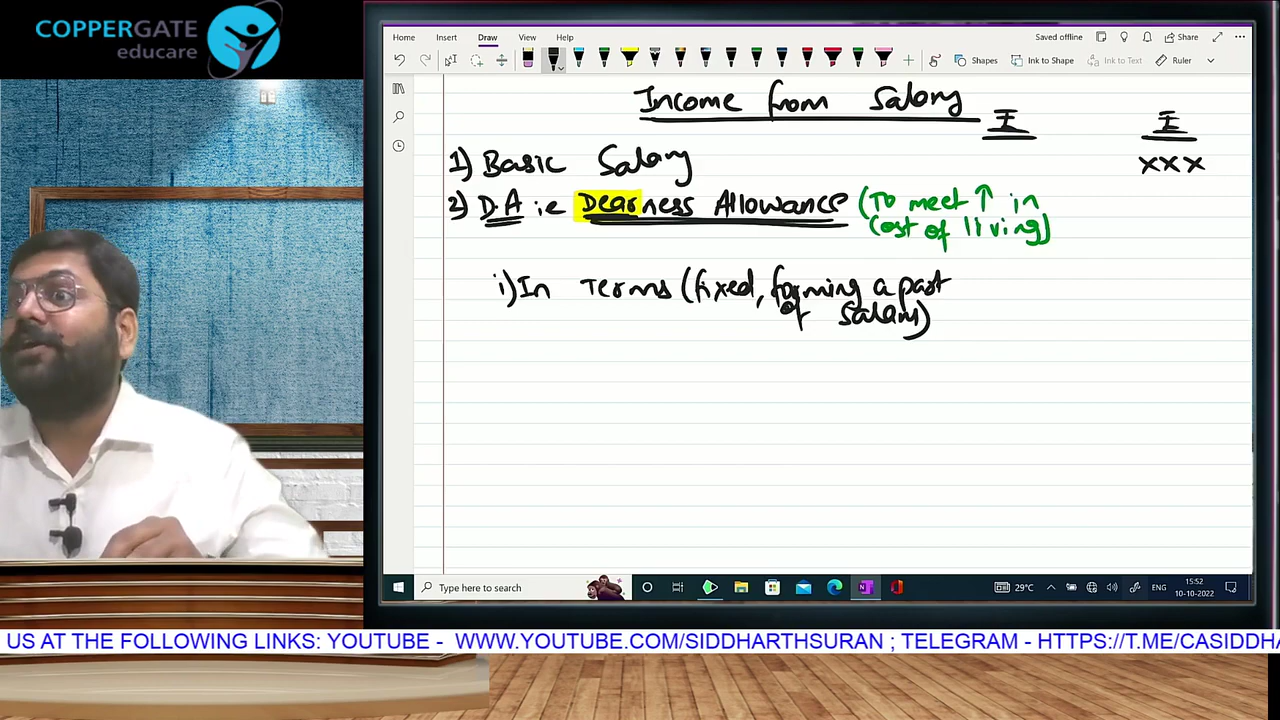 COPPERGATE
educare
Home Insert Draw View Help
Saved offline
Share
Shapes
Ink to Shape
Ink to Text
Ruler
Income from Salary
₹ ₹
1) Basic Salary xxx
2) D.A ie Dearness Allowance (To meet ↑ in
cost of living)
i) In Terms (fixed, forming a part
of salary)
Type here to search
29°C
ENG
15:52
10-10-2022
US AT THE FOLLOWING LINKS: YOUTUBE - WWW.YOUTUBE.COM/SIDDHARTHSURAN ; TELEGRAM - HTTPS://T.ME/CASIDDHA